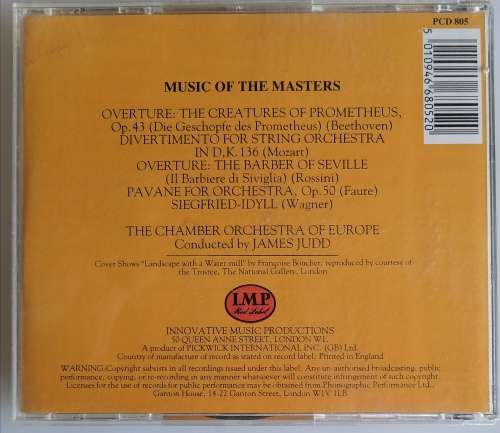 PCD 805
5 010946 680520
MUSIC OF THE MASTERS
OVERTURE: THE CREATURES OF PROMETHEUS,
Op.43 (Die Geschopfe des Prometheus) (Beethoven)
DIVERTIMENTO FOR STRING ORCHESTRA
IN D,K.136 (Mozart)
OVERTURE: THE BARBER OF SEVILLE
(Il Barbiere di Siviglia) (Rossini)
PAVANE FOR ORCHESTRA, Op.50 (Faure)
SIEGFRIED-IDYLL (Wagner)
THE CHAMBER ORCHESTRA OF EUROPE
Conducted by JAMES JUDD
Cover Shows "Landscape with a Water-mill" by Françoise Boucher, reproduced by courtesy of
the Trustee, The National Gallery, London
IMP
Red Label
INNOVATIVE MUSIC PRODUCTIONS
50 QUEEN ANNE STREET, LONDON W1.
A product of PICKWICK INTERNATIONAL INC. (GB) Ltd.
Country of manufacture of record as stated on record label. Printed in England
WARNING:Copyright subsists in all recordings issued under this label. Any un-authorised broadcasting, public
performance, copying, or re-recording in any manner whatsoever will constitute infringement of such copyright.
Licenses for the use of records for public performance may be obtained from Phonographic Performance Ltd.,
Ganton House, 14-22 Ganton Street, London W1V 1LB